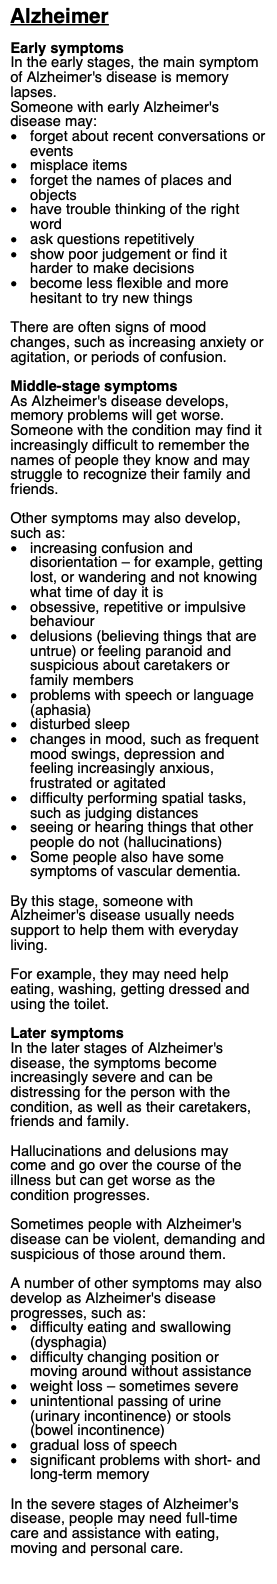 Alzheimer
Early symptoms
In the early stages, the main symptom
of Alzheimer's disease is memory
lapses.
Someone with early Alzheimer's
disease may:
• forget about recent conversations or
events
• misplace items
• forget the names of places and
objects
• have trouble thinking of the right
word
• ask questions repetitively
• show poor judgement or find it
harder to make decisions
• become less flexible and more
hesitant to try new things
There are often signs of mood
changes, such as increasing anxiety or
agitation, or periods of confusion.
Middle-stage symptoms
As Alzheimer's disease develops,
memory problems will get worse.
Someone with the condition may find it
increasingly difficult to remember the
names of people they know and may
struggle to recognize their family and
friends.
Other symptoms may also develop,
such as:
• increasing confusion and
disorientation – for example, getting
lost, or wandering and not knowing
what time of day it is
• obsessive, repetitive or impulsive
behaviour
• delusions (believing things that are
untrue) or feeling paranoid and
suspicious about caretakers or
family members
• problems with speech or language
(aphasia)
• disturbed sleep
• changes in mood, such as frequent
mood swings, depression and
feeling increasingly anxious,
frustrated or agitated
• difficulty performing spatial tasks,
such as judging distances
• seeing or hearing things that other
people do not (hallucinations)
• Some people also have some
symptoms of vascular dementia.
By this stage, someone with
Alzheimer's disease usually needs
support to help them with everyday
living.
For example, they may need help
eating, washing, getting dressed and
using the toilet.
Later symptoms
In the later stages of Alzheimer's
disease, the symptoms become
increasingly severe and can be
distressing for the person with the
condition, as well as their caretakers,
friends and family.
Hallucinations and delusions may
come and go over the course of the
illness but can get worse as the
condition progresses.
Sometimes people with Alzheimer's
disease can be violent, demanding and
suspicious of those around them.
A number of other symptoms may also
develop as Alzheimer's disease
progresses, such as:
• difficulty eating and swallowing
(dysphagia)
• difficulty changing position or
moving around without assistance
• weight loss – sometimes severe
• unintentional passing of urine
(urinary incontinence) or stools
(bowel incontinence)
• gradual loss of speech
• significant problems with short- and
long-term memory
In the severe stages of Alzheimer's
disease, people may need full-time
care and assistance with eating,
moving and personal care.